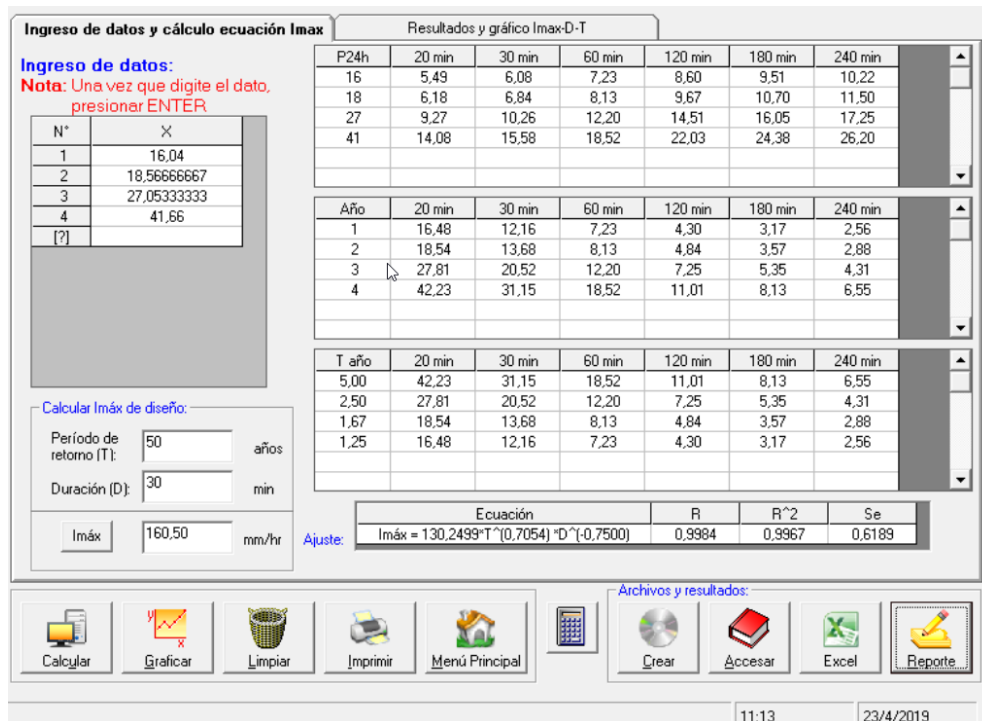 Ingreso de datos y cálculo ecuación Imax
Resultados y gráfico Imax-D-T
Ingreso de datos:
Nota: Una vez que digite el dato,
presionar ENTER
N° X
1 16,04
2 18,56666667
3 27,05333333
4 41,66
[?]
P24h 20 min 30 min 60 min 120 min 180 min 240 min
16 5,49 6,08 7,23 8,60 9,51 10,22
18 6,18 6,84 8,13 9,67 10,70 11,50
27 9,27 10,26 12,20 14,51 16,05 17,25
41 14,08 15,58 18,52 22,03 24,38 26,20
Año 20 min 30 min 60 min 120 min 180 min 240 min
1 16,48 12,16 7,23 4,30 3,17 2,56
2 18,54 13,68 8,13 4,84 3,57 2,88
3 27,81 20,52 12,20 7,25 5,35 4,31
4 42,23 31,15 18,52 11,01 8,13 6,55
T año 20 min 30 min 60 min 120 min 180 min 240 min
5,00 42,23 31,15 18,52 11,01 8,13 6,55
2,50 27,81 20,52 12,20 7,25 5,35 4,31
1,67 18,54 13,68 8,13 4,84 3,57 2,88
1,25 16,48 12,16 7,23 4,30 3,17 2,56
Calcular Imáx de diseño:
Período de
retorno (T): 50 años
Duración (D): 30 min
Imáx 160,50 mm/hr
Ajuste:
Ecuación R R^2 Se
Imáx = 130,2499*T^(0,7054) *D^(-0,7500) 0,9984 0,9967 0,6189
Archivos y resultados:
Calcular Graficar Limpiar Imprimir Menú Principal Crear Accesar Excel Reporte
11:13 23/4/2019